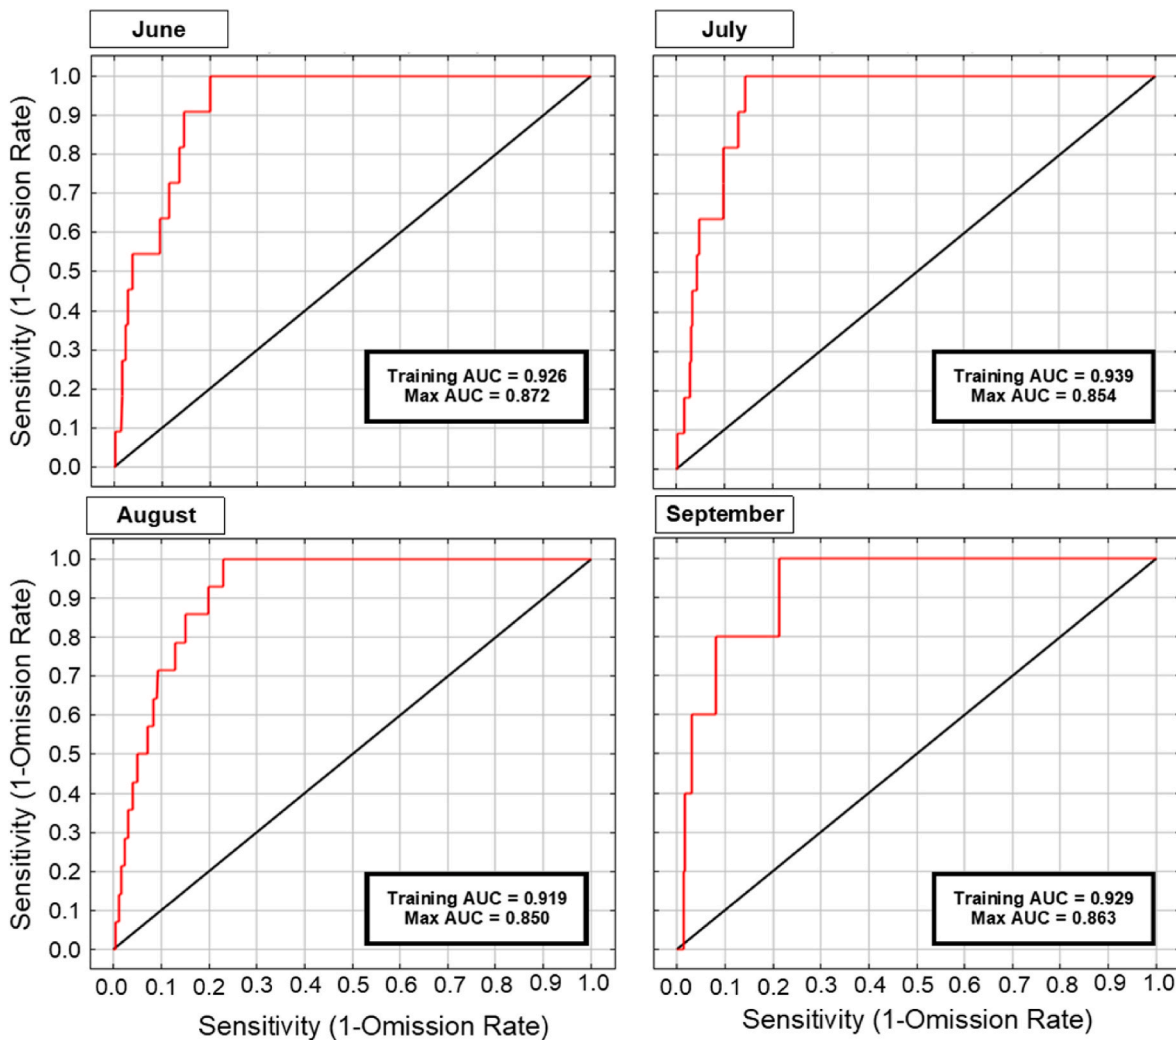 June
July
1.0
0.9
0.8
0.7
0.6
0.5
0.4
0.3
0.2
0.1
0.0
Sensitivity (1-Omission Rate)
Training AUC = 0.926
Max AUC = 0.872
Training AUC = 0.939
Max AUC = 0.854
August
September
1.0
0.9
0.8
0.7
0.6
0.5
0.4
0.3
0.2
0.1
0.0
Sensitivity (1-Omission Rate)
Training AUC = 0.919
Max AUC = 0.850
Training AUC = 0.929
Max AUC = 0.863
0.0 0.1 0.2 0.3 0.4 0.5 0.6 0.7 0.8 0.9 1.0
0.0 0.1 0.2 0.3 0.4 0.5 0.6 0.7 0.8 0.9 1.0
Sensitivity (1-Omission Rate)
Sensitivity (1-Omission Rate)